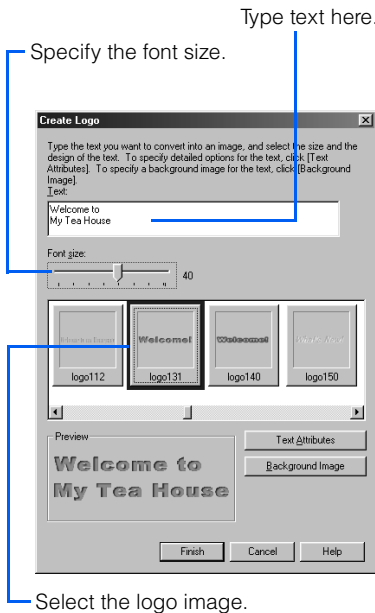 Type text here.
Specify the font size.
Create Logo
Type the text you want to convert into an image, and select the size and the
design of the text. To specify detailed options for the text, click [Text
Attributes]. To specify a background image for the text, click [Background
Image].
Text:
Welcome to
My Tea House
Font size:
40
Welcome!
Welcome!
logo112
logo131
logo140
logo150
Preview
Welcome to
My Tea House
Text Attributes
Background Image
Finish
Cancel
Help
Select the logo image.